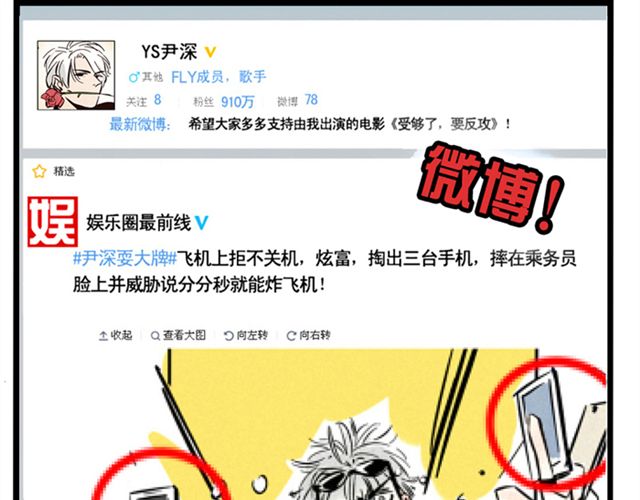 YS尹深
♂其他 FLY成员，歌手
关注 8 粉丝 910万 微博 78
最新微博： 希望大家多多支持由我出演的电影《受够了，要反攻》！
微博！
精选
娱 娱乐圈最前线
#尹深耍大牌#飞机上拒不关机，炫富，掏出三台手机，摔在乘务员
脸上并威胁说分分秒就能炸飞机！
收起 查看大图 向左转 向右转